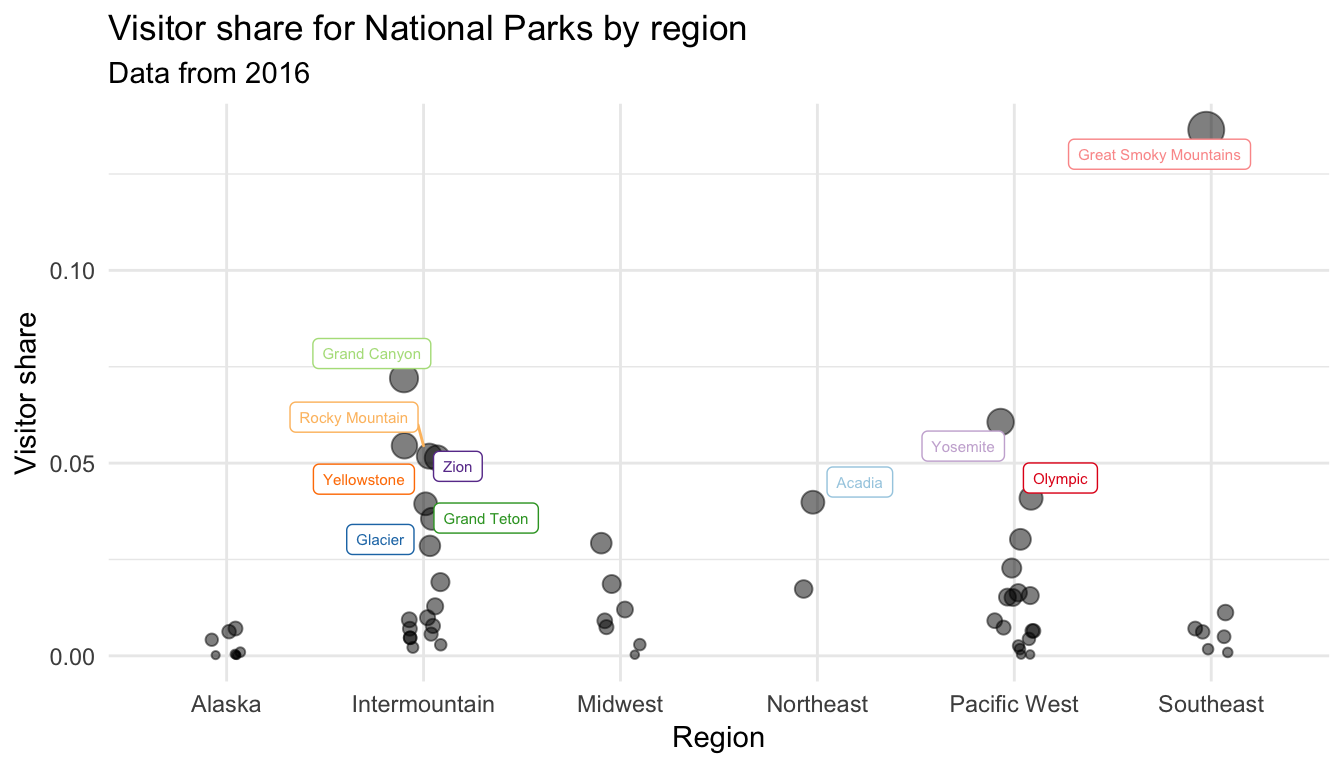 Visitor share for National Parks by region
Data from 2016
Great Smoky Mountains
0.10
Grand Canyon
Rocky Mountain
Yosemite
0.05
Zion
Yellowstone
Acadia
Olympic
Grand Teton
Glacier
0.00
Visitor share
Alaska
Intermountain
Midwest
Northeast
Pacific West
Southeast
Region